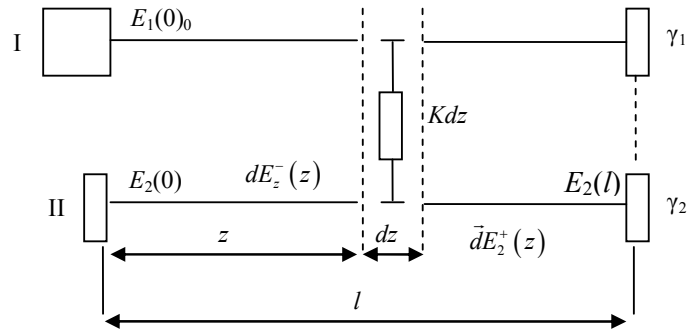 I
E₁(0)₀
γ₁
Kdz
II
E₂(0)
dE_z⁻(z)
E₂(l)
γ₂
z
dz
d⃗E₂⁺(z)
l